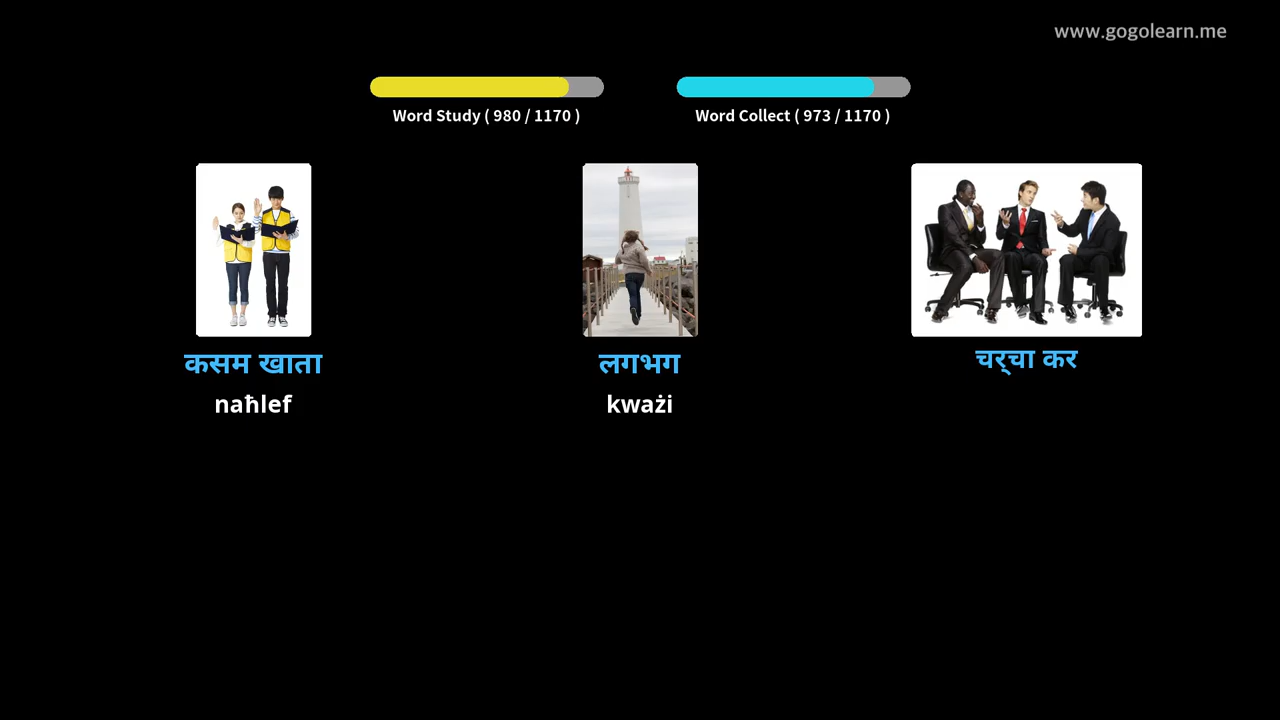 www.gogolearn.me
Word Study ( 980 / 1170 )
Word Collect ( 973 / 1170 )
कसम खाता
naħlef
लगभग
kważi
चर्‌चा कर